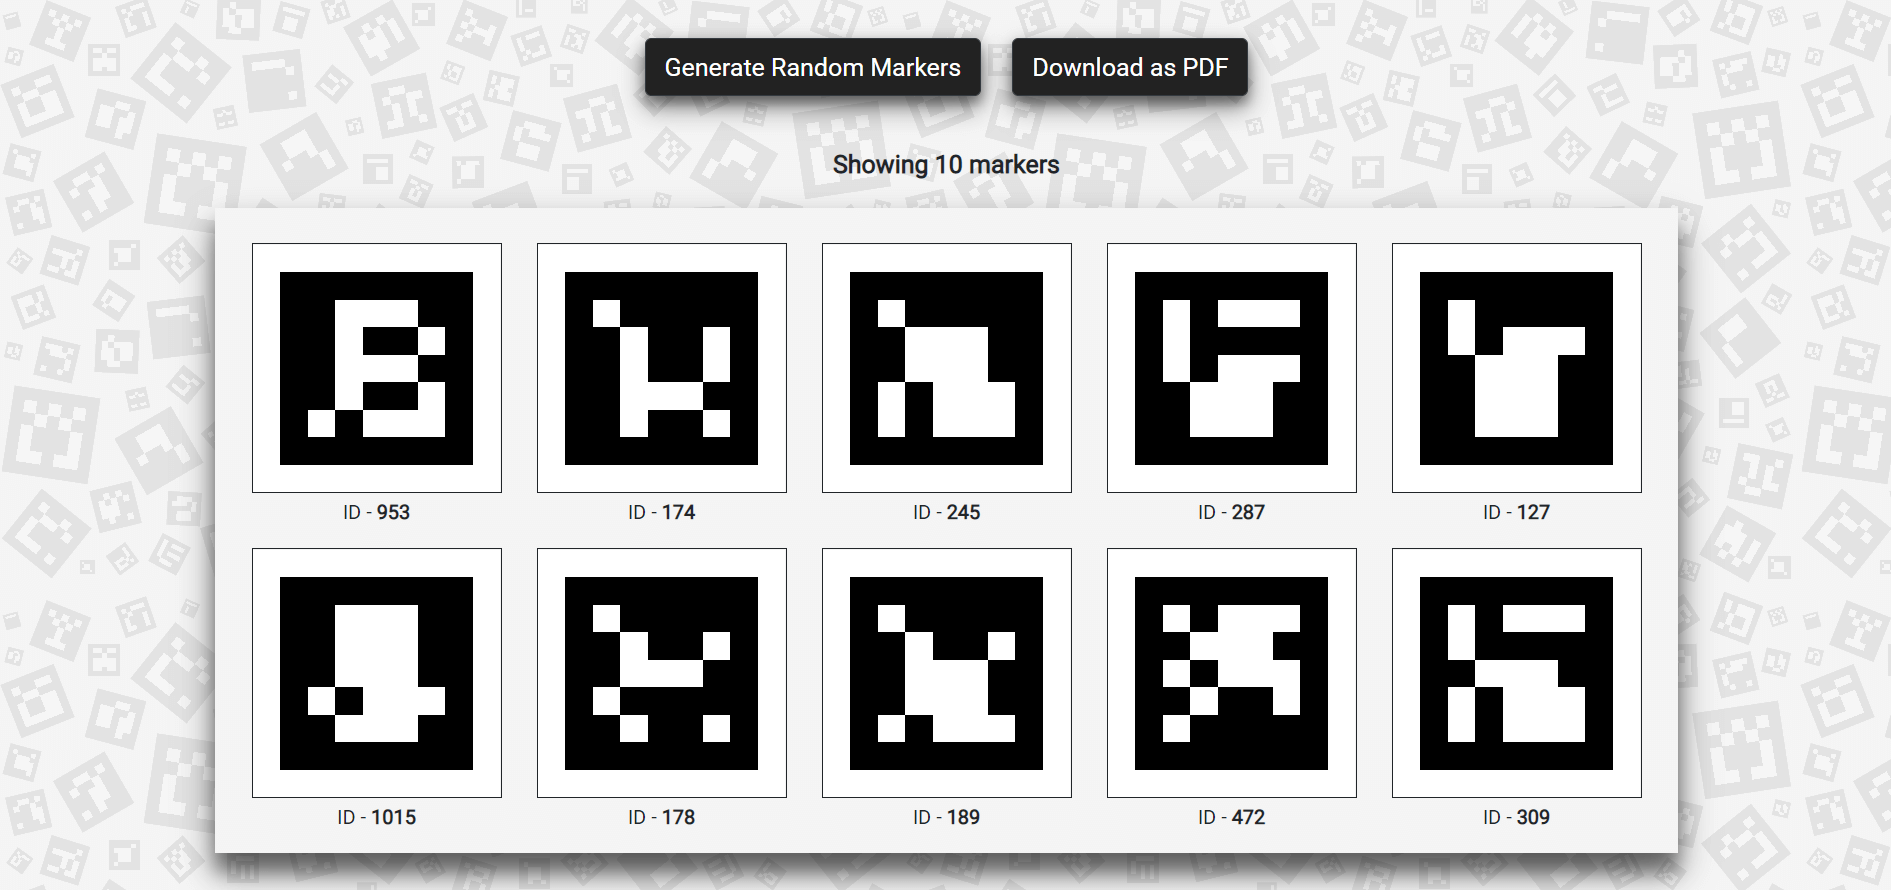 Generate Random Markers
Download as PDF
Showing 10 markers
ID - 953
ID - 174
ID - 245
ID - 287
ID - 127
ID - 1015
ID - 178
ID - 189
ID - 472
ID - 309